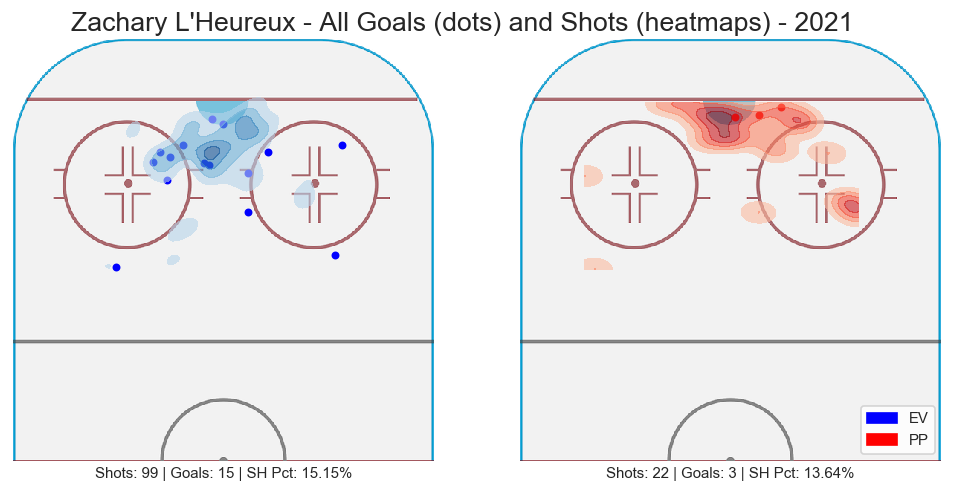 Zachary L'Heureux - All Goals (dots) and Shots (heatmaps) - 2021
EV
PP
Shots: 99 | Goals: 15 | SH Pct: 15.15%
Shots: 22 | Goals: 3 | SH Pct: 13.64%